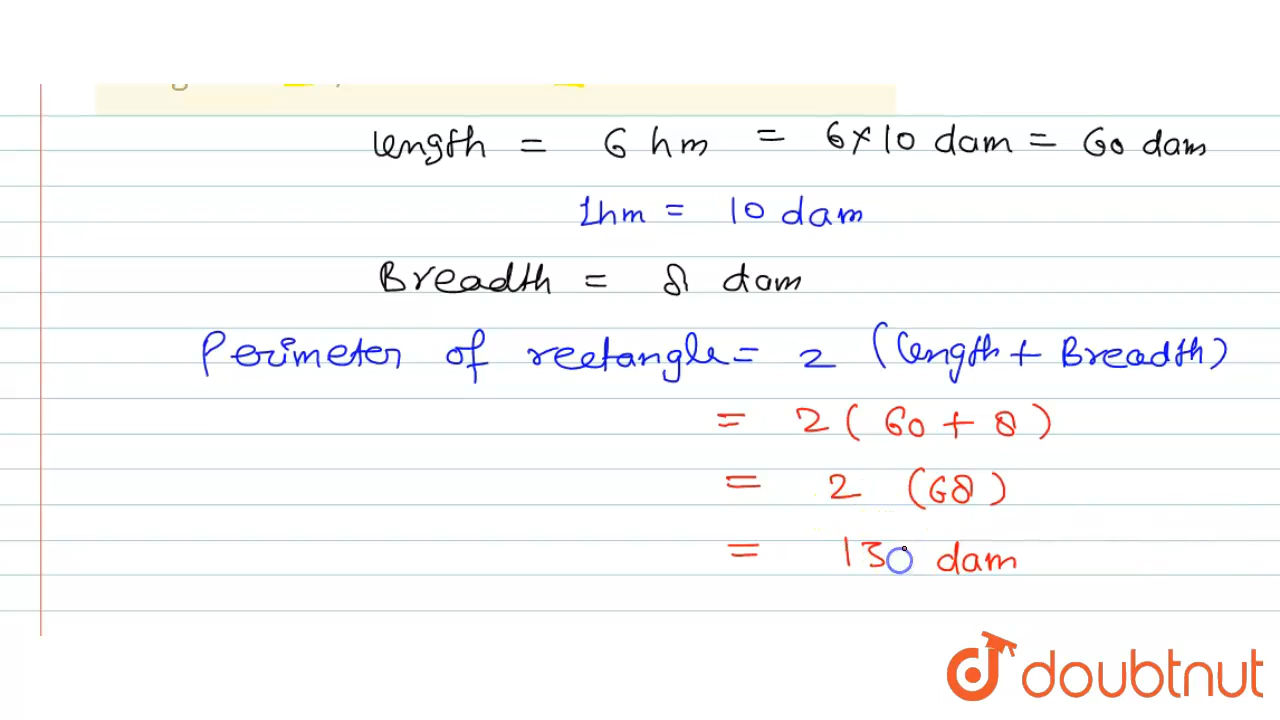 length = 6 hm = 6×10 dam = 60 dam
1hm = 10 dam
Breadth = 8 dam
Perimeter of rectangle = 2 (length + Breadth)
= 2 ( 60 + 8 )
= 2 (68)
= 130 dam
doubtnut